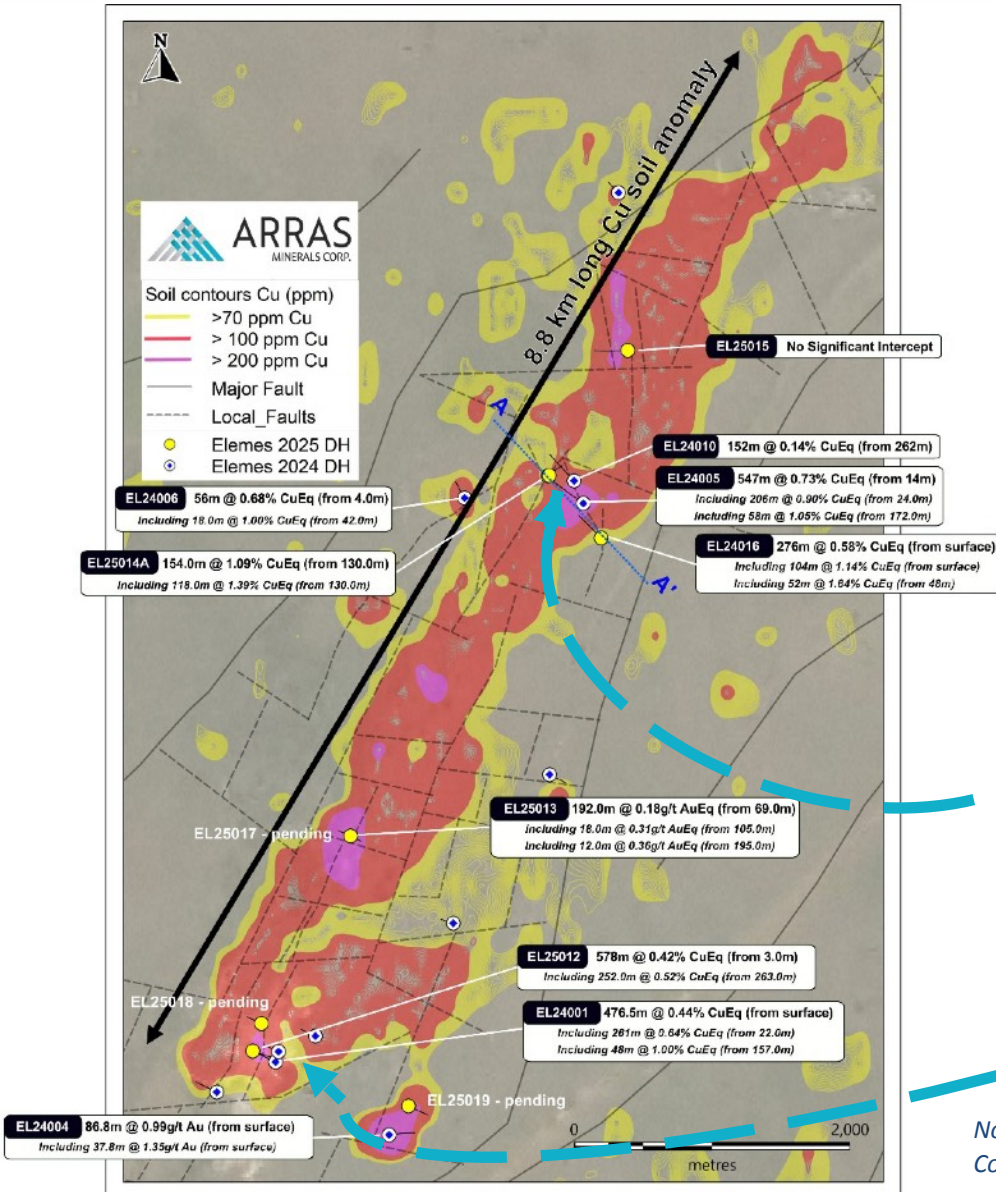 N
8.8 km long Cu soil anomaly
ARRAS
MINERALS CORP.
Soil contours Cu (ppm)
>70 ppm Cu
> 100 ppm Cu
> 200 ppm Cu
Major Fault
Local_Faults
Elemes 2025 DH
Elemes 2024 DH
EL25015 No Significant Intercept
A
EL24010 152m @ 0.14% CuEq (from 262m)
EL24005 547m @ 0.73% CuEq (from 14m)
Including 206m @ 0.90% CuEq (from 24.0m)
Including 58m @ 1.05% CuEq (from 172.0m)
EL24006 56m @ 0.68% CuEq (from 4.0m)
Including 18.0m @ 1.00% CuEq (from 42.0m)
EL24016 276m @ 0.58% CuEq (from surface)
Including 104m @ 1.14% CuEq (from surface)
Including 52m @ 1.64% CuEq (from 48m)
EL25014A 154.0m @ 1.09% CuEq (from 130.0m)
Including 118.0m @ 1.39% CuEq (from 130.0m)
A'
EL25013 192.0m @ 0.18g/t AuEq (from 69.0m)
Including 18.0m @ 0.31g/t AuEq (from 105.0m)
Including 12.0m @ 0.36g/t AuEq (from 195.0m)
EL25017 - pending
EL25012 578m @ 0.42% CuEq (from 3.0m)
Including 252.0m @ 0.52% CuEq (from 263.0m)
EL25018 - pending
EL24001 476.5m @ 0.44% CuEq (from surface)
Including 261m @ 0.64% CuEq (from 22.0m)
Including 48m @ 1.00% CuEq (from 157.0m)
EL25019 - pending
EL24004 86.8m @ 0.99g/t Au (from surface)
Including 37.8m @ 1.35g/t Au (from surface)
0 2,000
metres